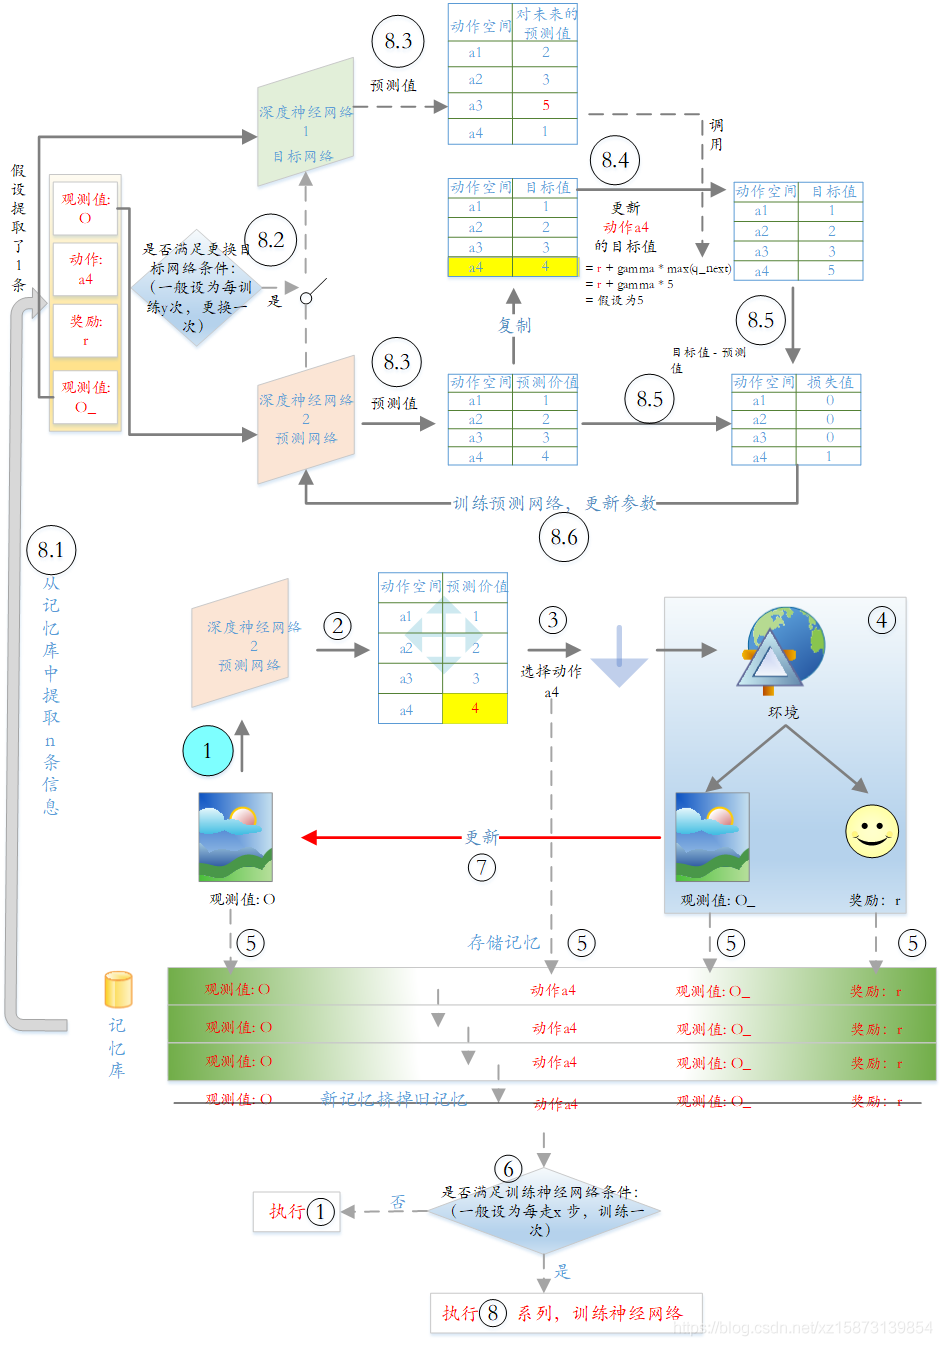 8.3
预测值
动作空间 对未来的
预测值
a1 2
a2 3
a3 5
a4 1
深度神经网络
1
目标网络
调用
8.4
更新
动作a4
的目标值
= r + gamma * max(q_next)
= r + gamma * 5
= 假设为5
动作空间 目标值
a1 1
a2 2
a3 3
a4 4
动作空间 目标值
a1 1
a2 2
a3 3
a4 5
假设提取了1条
观测值:
O
动作:
a4
奖励:
r
观测值:
O_
8.2
是否满足更换目
标网络条件:
(一般设为每训
练y次，更换一
次)
是
复制
8.5
目标值-预测
值
8.3
预测值
深度神经网络
2
预测网络
动作空间 预测价值
a1 1
a2 2
a3 3
a4 4
8.5
动作空间 损失值
a1 0
a2 0
a3 0
a4 1
训练预测网络，更新参数
8.6
8.1
从记忆库中提取n条信息
深度神经网络
2
预测网络
2
动作空间 预测价值
a1 1
a2 2
a3 3
a4 4
3
选择动作
a4
4
环境
1
更新
7
观测值: O
观测值: O_
奖励: r
5
存储记忆
5
5
5
记忆库
观测值: O 动作a4 观测值: O_ 奖励: r
观测值: O 动作a4 观测值: O_ 奖励: r
观测值: O 动作a4 观测值: O_ 奖励: r
观测值: O 新记忆挤掉旧记忆 动作a4 观测值: O_ 奖励: r
6
是否满足训练神经网络条件:
(一般设为每走x 步，训练一
次)
否
执行 1
是
执行 8 系列，训练神经网络
https://blog.csdn.net/xz15873139854